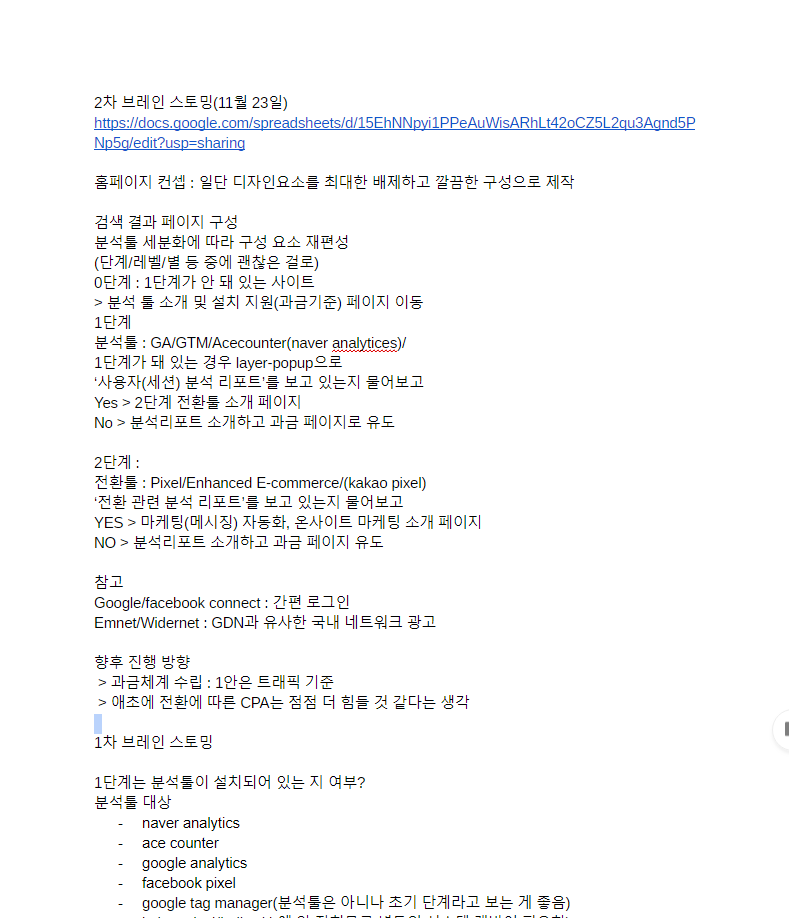 2차 브레인 스토밍(11월 23일)
https://docs.google.com/spreadsheets/d/15EhNNpyi1PPeAuWisARhLt42oCZ5L2qu3Agnd5P
Np5g/edit?usp=sharing
홈페이지 컨셉 : 일단 디자인요소를 최대한 배제하고 깔끔한 구성으로 제작
검색 결과 페이지 구성
분석툴 세분화에 따라 구성 요소 재편성
(단계/레벨/별 등 중에 괜찮은 걸로)
0단계 : 1단계가 안 돼 있는 사이트
> 분석 툴 소개 및 설치 지원(과금기준) 페이지 이동
1단계
분석툴 : GA/GTM/Acecounter(naver analytices)/
1단계가 돼 있는 경우 layer-popup으로
‘사용자(세션) 분석 리포트’를 보고 있는지 물어보고
Yes > 2단계 전환툴 소개 페이지
No > 분석리포트 소개하고 과금 페이지로 유도
2단계 :
전환툴 : Pixel/Enhanced E-commerce/(kakao pixel)
‘전환 관련 분석 리포트’를 보고 있는지 물어보고
YES > 마케팅(메시징) 자동화, 온사이트 마케팅 소개 페이지
NO > 분석리포트 소개하고 과금 페이지 유도
참고
Google/facebook connect : 간편 로그인
Emnet/Widernet : GDN과 유사한 국내 네트워크 광고
향후 진행 방향
> 과금체계 수립 : 1안은 트래픽 기준
> 애초에 전환에 따른 CPA는 점점 더 힘들 것 같다는 생각
1차 브레인 스토밍
1단계는 분석툴이 설치되어 있는 지 여부?
분석툴 대상
- naver analytics
- ace counter
- google analytics
- facebook pixel
- google tag manager(분석툴은 아니나 초기 단계라고 보는 게 좋음)